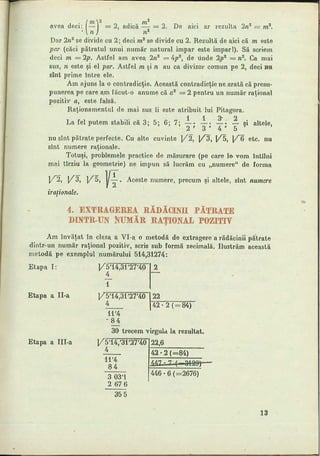 avea deci: (m/n)² = 2, adică m²/n² = 2. De aici ar rezulta 2n² = m².
Dar 2n² se divide cu 2; deci m² se divide cu 2. Rezultă de aici că m este
par (căci pătratul unui număr natural impar este impar!). Să scriem
deci m = 2p. Astfel am avea 2n² = 4p², de unde 2p² = n². Ca mai
sus, n este și el par. Astfel m și n au ca divizor comun pe 2, deci nu
sînt prime între ele.
Am ajuns la o contradicție. Această contradicție ne arată că presu-
punerea pe care am făcut-o anume că a² = 2 pentru un număr rațional
pozitiv a, este falsă.
Raționamentul de mai sus îi este atribuit lui Pitagora.
La fel putem stabili că 3; 5; 6; 7; 1/2, 1/3, 3/4, 2/5 și altele,
nu sînt pătrate perfecte. Cu alte cuvinte √2, √3, √5, √6 etc. nu
sînt numere raționale.
Totuși, problemele practice de măsurare (pe care le vom întîlni
mai tîrziu la geometrie) ne impun să lucrăm cu „numere“ de forma
√2, √3, √5, √1/2. Aceste numere, precum și altele, sînt numere
iraționale.
4. EXTRAGEREA RĂDĂCINII PĂTRATE
DINTR-UN NUMĂR RAȚIONAL POZITIV
Am învățat în clasa a VI-a o metodă de extragere a rădăcinii pătrate
dintr-un număr rațional pozitiv, scris sub formă zecimală. Ilustrăm această
metodă pe exemplul numărului 514,31274:
Etapa I: √5'14,31'27'40 2
4
1
Etapa a II-a √5'14,31'27'40 22
4 42·2 (=84)
11'4
84
30 trecem virgula la rezultat.
Etapa a III-a √5'14,'31'27'40 22,6
4 42·2 (=84)
11'4 447·7 (=3129)
84 446·6 (=2676)
3 03'1
2 67 6
35 5
13